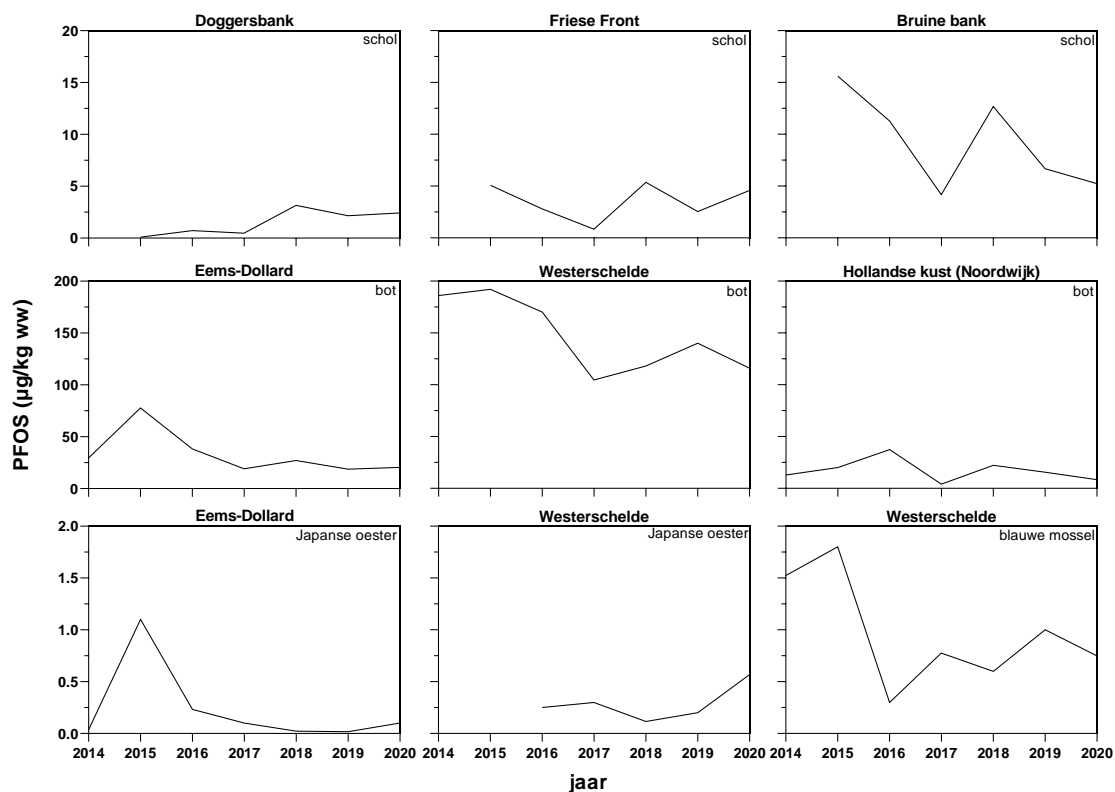 Doggersbank
Friese Front
Bruine bank
20
schol
schol
schol
15
10
5
0
Eems-Dollard
Westerschelde
Hollandse kust (Noordwijk)
200
bot
bot
bot
150
100
50
0
PFOS (µg/kg ww)
Eems-Dollard
Westerschelde
Westerschelde
2.0
Japanse oester
Japanse oester
blauwe mossel
1.5
1.0
0.5
0.0
2014 2015 2016 2017 2018 2019 2020
2014 2015 2016 2017 2018 2019 2020
2014 2015 2016 2017 2018 2019 2020
jaar